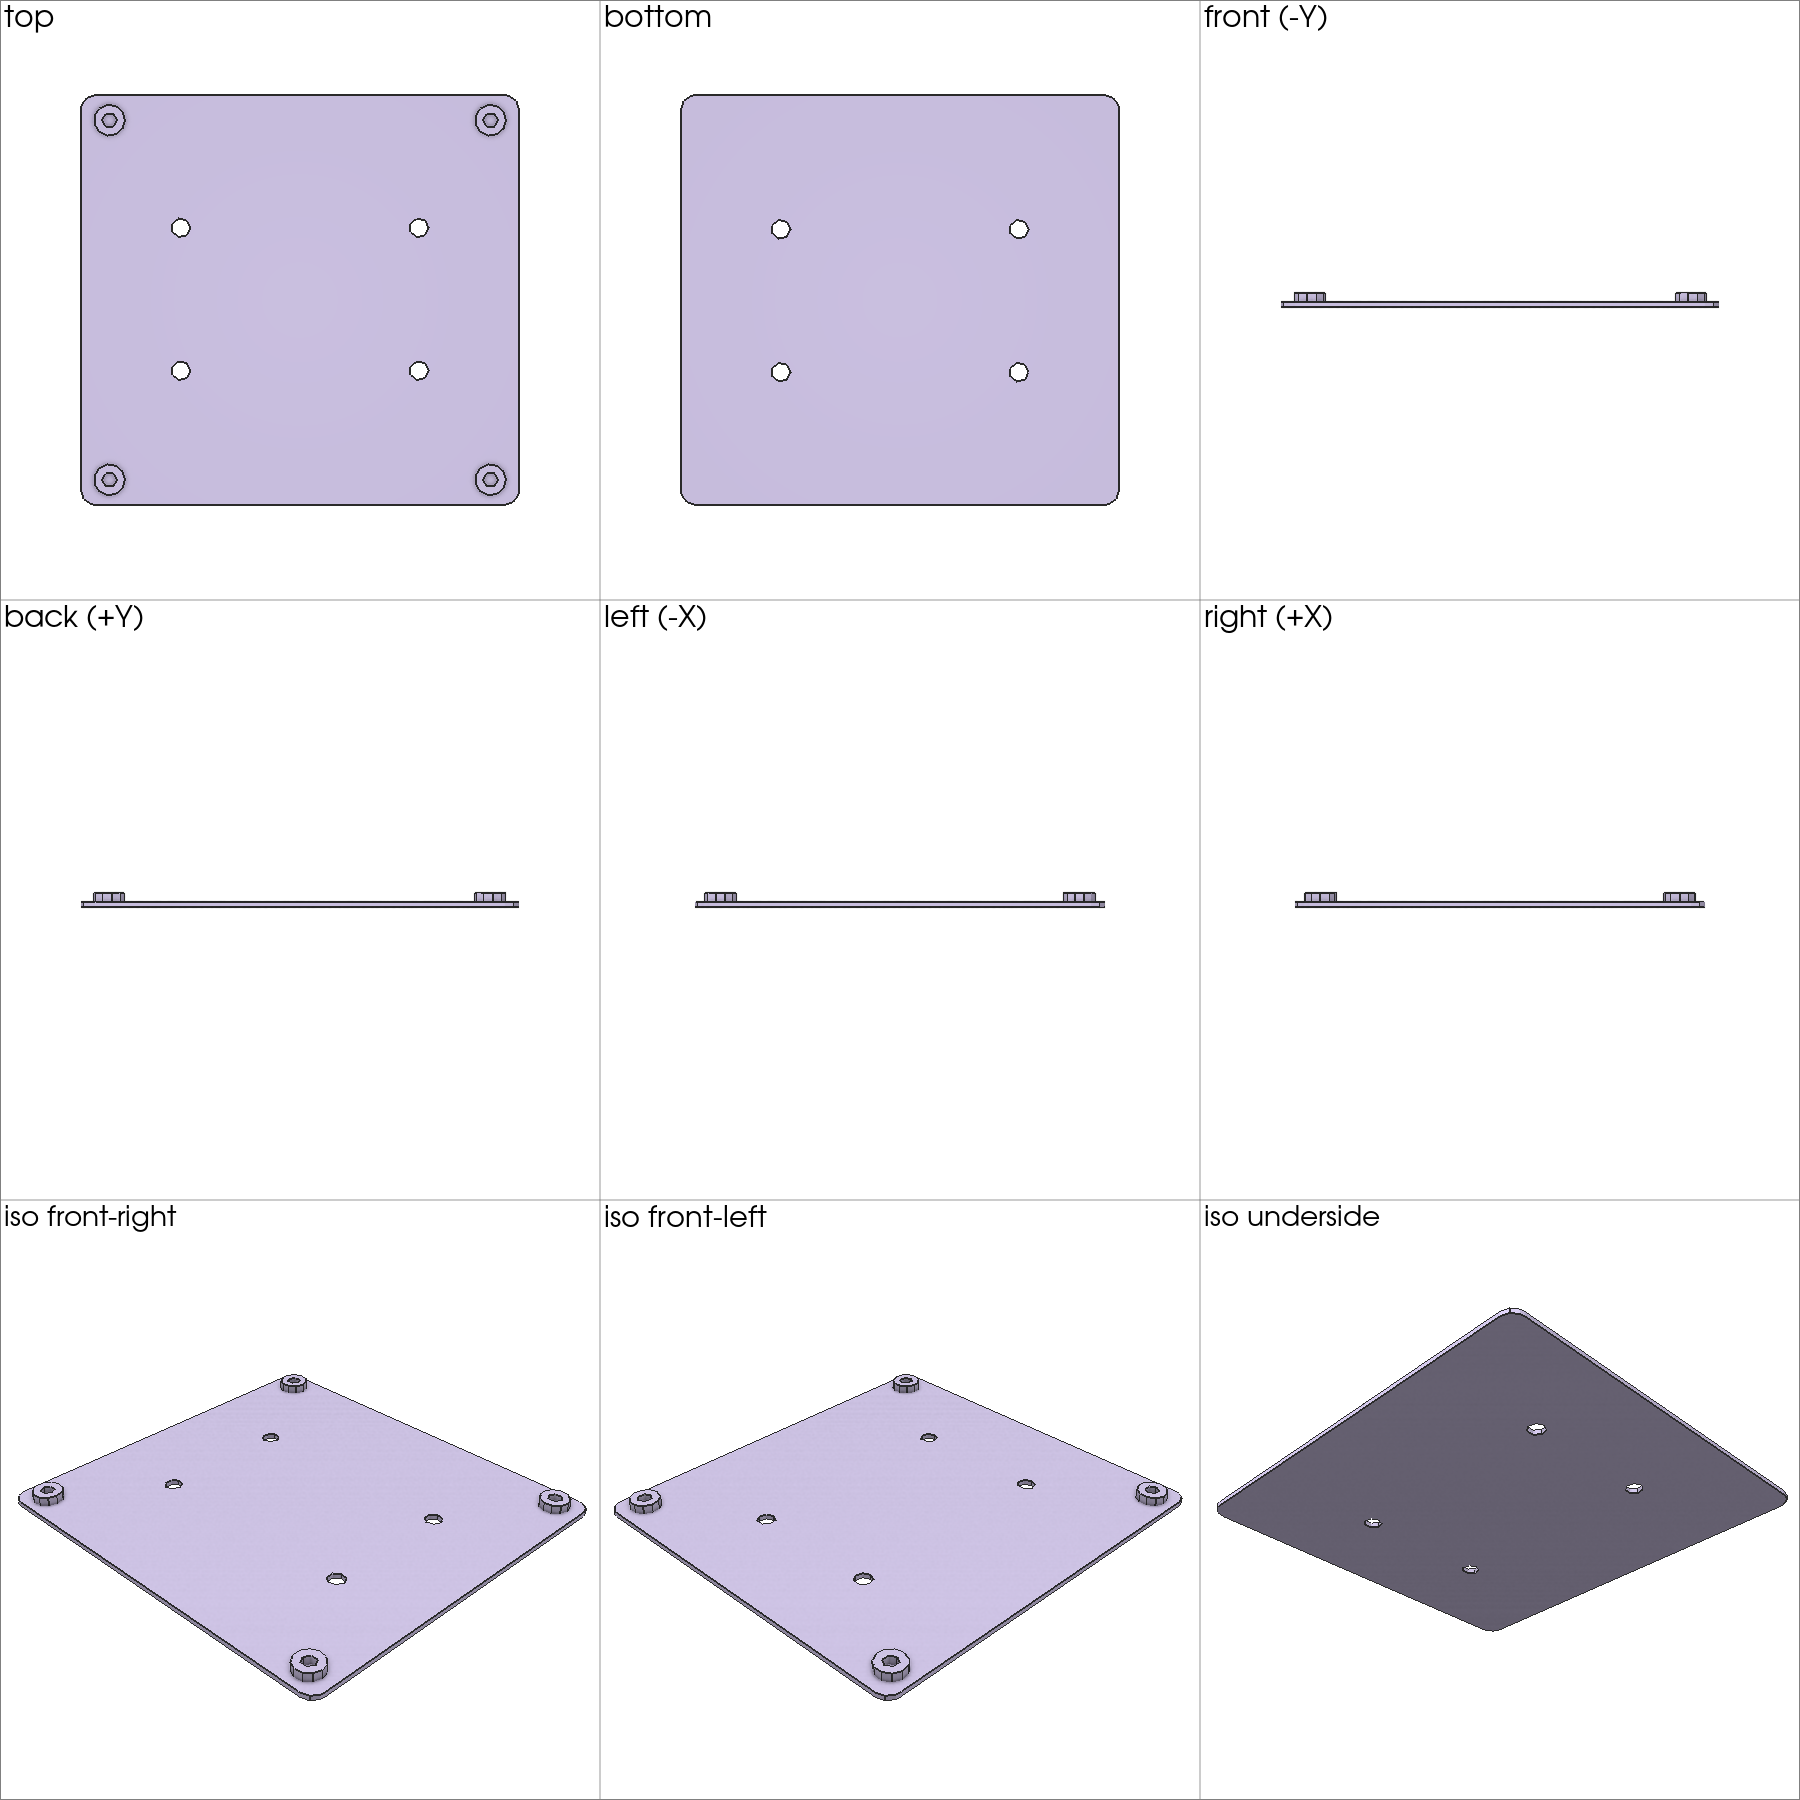 top
bottom
front (-Y)
back (+Y)
left (-X)
right (+X)
iso front-right
iso front-left
iso underside